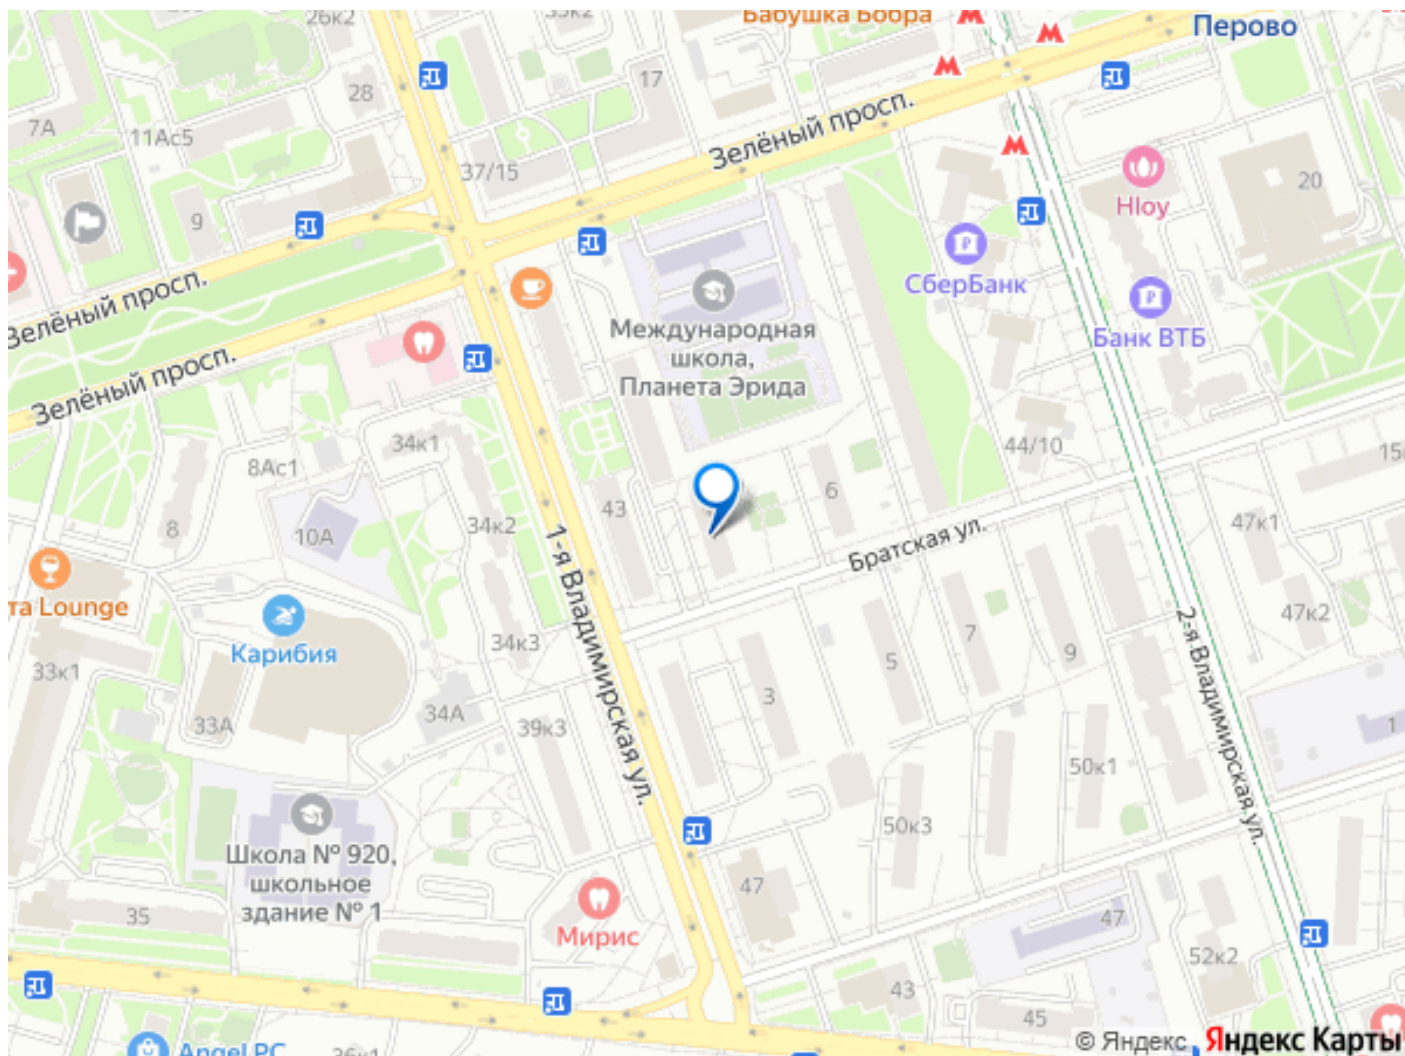 26к2
Бабушка Бобра
Перово
28
17
7А
11Ас5
Зелёный просп.
37/15
20
9
Hloy
СберБанк
Зелёный просп.
Международная
школа,
Планета Эрида
Банк ВТБ
Зелёный просп.
34к1
44/10
8Ас1
15
6
43
8
10А
34к2
47к1
1-я Владимирская ул.
Братская ул.
та Lounge
47к2
2-я Владимирская ул.
Карибия
34к3
7
5
9
33к1
3
34А
33А
39к3
1
50к1
50к3
Школа № 920,
школьное
здание № 1
47
35
47
Мирис
52к2
43
45
© Яндекс Яндекс Карты
Angel PC
36к1